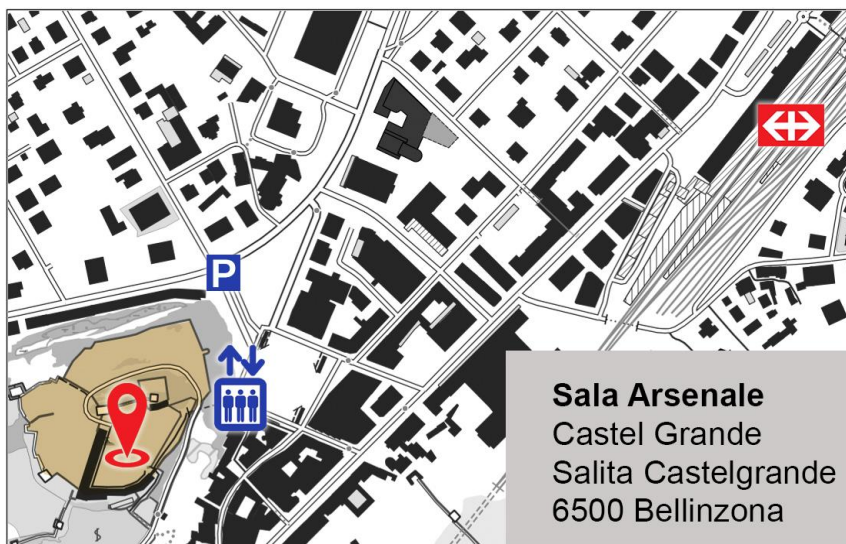 P
Sala Arsenale
Castel Grande
Salita Castelgrande
6500 Bellinzona